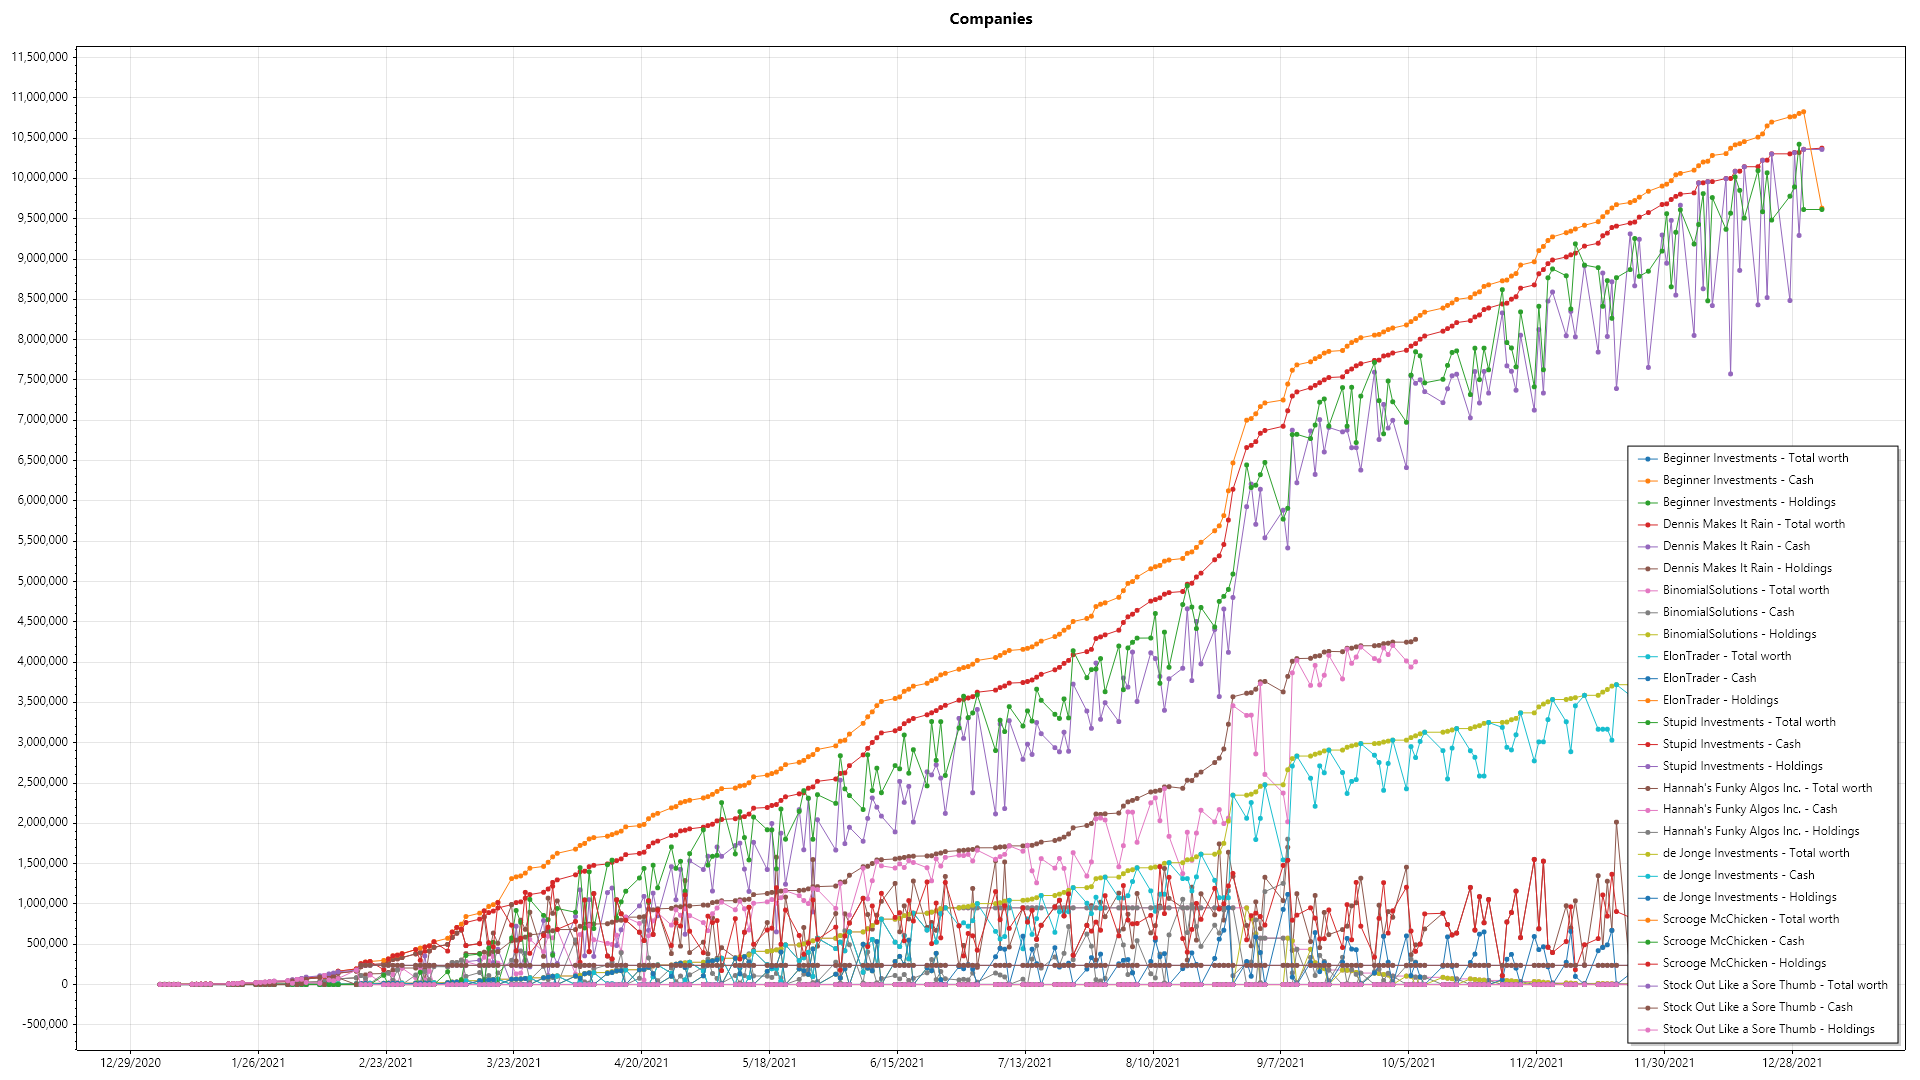 Companies
11,500,000
11,000,000
10,500,000
10,000,000
9,500,000
9,000,000
8,500,000
8,000,000
7,500,000
7,000,000
6,500,000
6,000,000
5,500,000
5,000,000
4,500,000
4,000,000
3,500,000
3,000,000
2,500,000
2,000,000
1,500,000
1,000,000
500,000
0
-500,000
Beginner Investments - Total worth
Beginner Investments - Cash
Beginner Investments - Holdings
Dennis Makes It Rain - Total worth
Dennis Makes It Rain - Cash
Dennis Makes It Rain - Holdings
BinomialSolutions - Total worth
BinomialSolutions - Cash
BinomialSolutions - Holdings
ElonTrader - Total worth
ElonTrader - Cash
ElonTrader - Holdings
Stupid Investments - Total worth
Stupid Investments - Cash
Stupid Investments - Holdings
Hannah's Funky Algos Inc. - Total worth
Hannah's Funky Algos Inc. - Cash
Hannah's Funky Algos Inc. - Holdings
de Jonge Investments - Total worth
de Jonge Investments - Cash
de Jonge Investments - Holdings
Scrooge McChicken - Total worth
Scrooge McChicken - Cash
Scrooge McChicken - Holdings
Stock Out Like a Sore Thumb - Total worth
Stock Out Like a Sore Thumb - Cash
Stock Out Like a Sore Thumb - Holdings
12/29/2020 1/26/2021 2/23/2021 3/23/2021 4/20/2021 5/18/2021 6/15/2021 7/13/2021 8/10/2021 9/7/2021 10/5/2021 11/2/2021 11/30/2021 12/28/2021